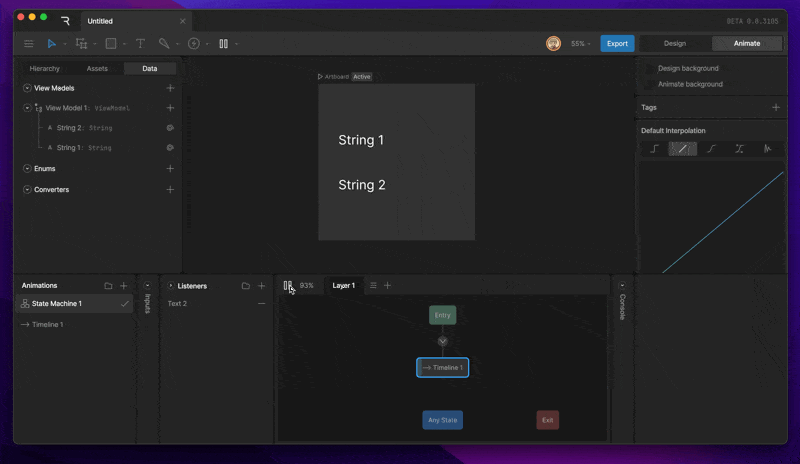 Untitled
BETA 0.8.3105
55%
Export
Design
Animate
Hierarchy
Assets
Data
Artboard
Active
Design background
Animate background
View Models
View Model 1: ViewModel
String 2: String
String 1: String
Enums
Converters
String 1
String 2
Tags
Default Interpolation
Animations
State Machine 1
Timeline 1
Inputs
Listeners
Text 2
93%
Layer 1
Entry
Timeline 1
Any State
Exit
Console